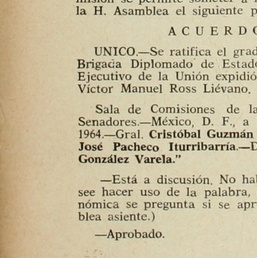 misión se permite someter a
la H. Asamblea el siguiente p
ACUERDO
UNICO.—Se ratifica el grad
Brigada Diplomado de Estado
Ejecutivo de la Unión expidió
Víctor Manuel Ross Liévano.
Sala de Comisiones de la
Senadores.—México, D. F., a
1964.—Gral. Cristóbal Guzmán
José Pacheco Iturribarría.—D
González Varela."
—Está a discusión. No hab
see hacer uso de la palabra,
nómica se pregunta si se apr
blea asiente.)
—Aprobado.